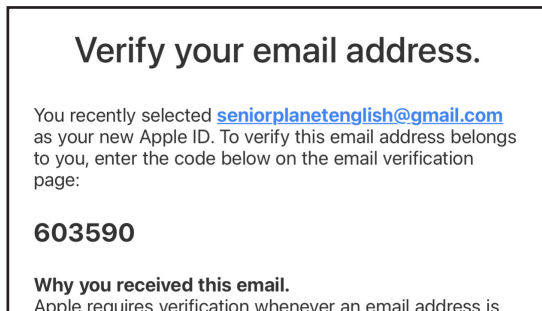 Verify your email address.
You recently selected seniorplanetenglish@gmail.com
as your new Apple ID. To verify this email address belongs
to you, enter the code below on the email verification
page:
603590
Why you received this email.
Apple requires verification whenever an email address is